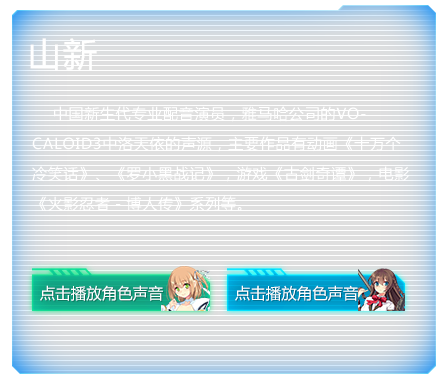 山新
中国新生代专业配音演员，雅马哈公司的VO-
CALOID3中洛天依的声源。主要作品有动画《十万个
冷笑话》、《罗小黑战记》，游戏《古剑奇谭》，电影
《火影忍者－博人传》系列等。
点击播放角色声音 点击播放角色声音